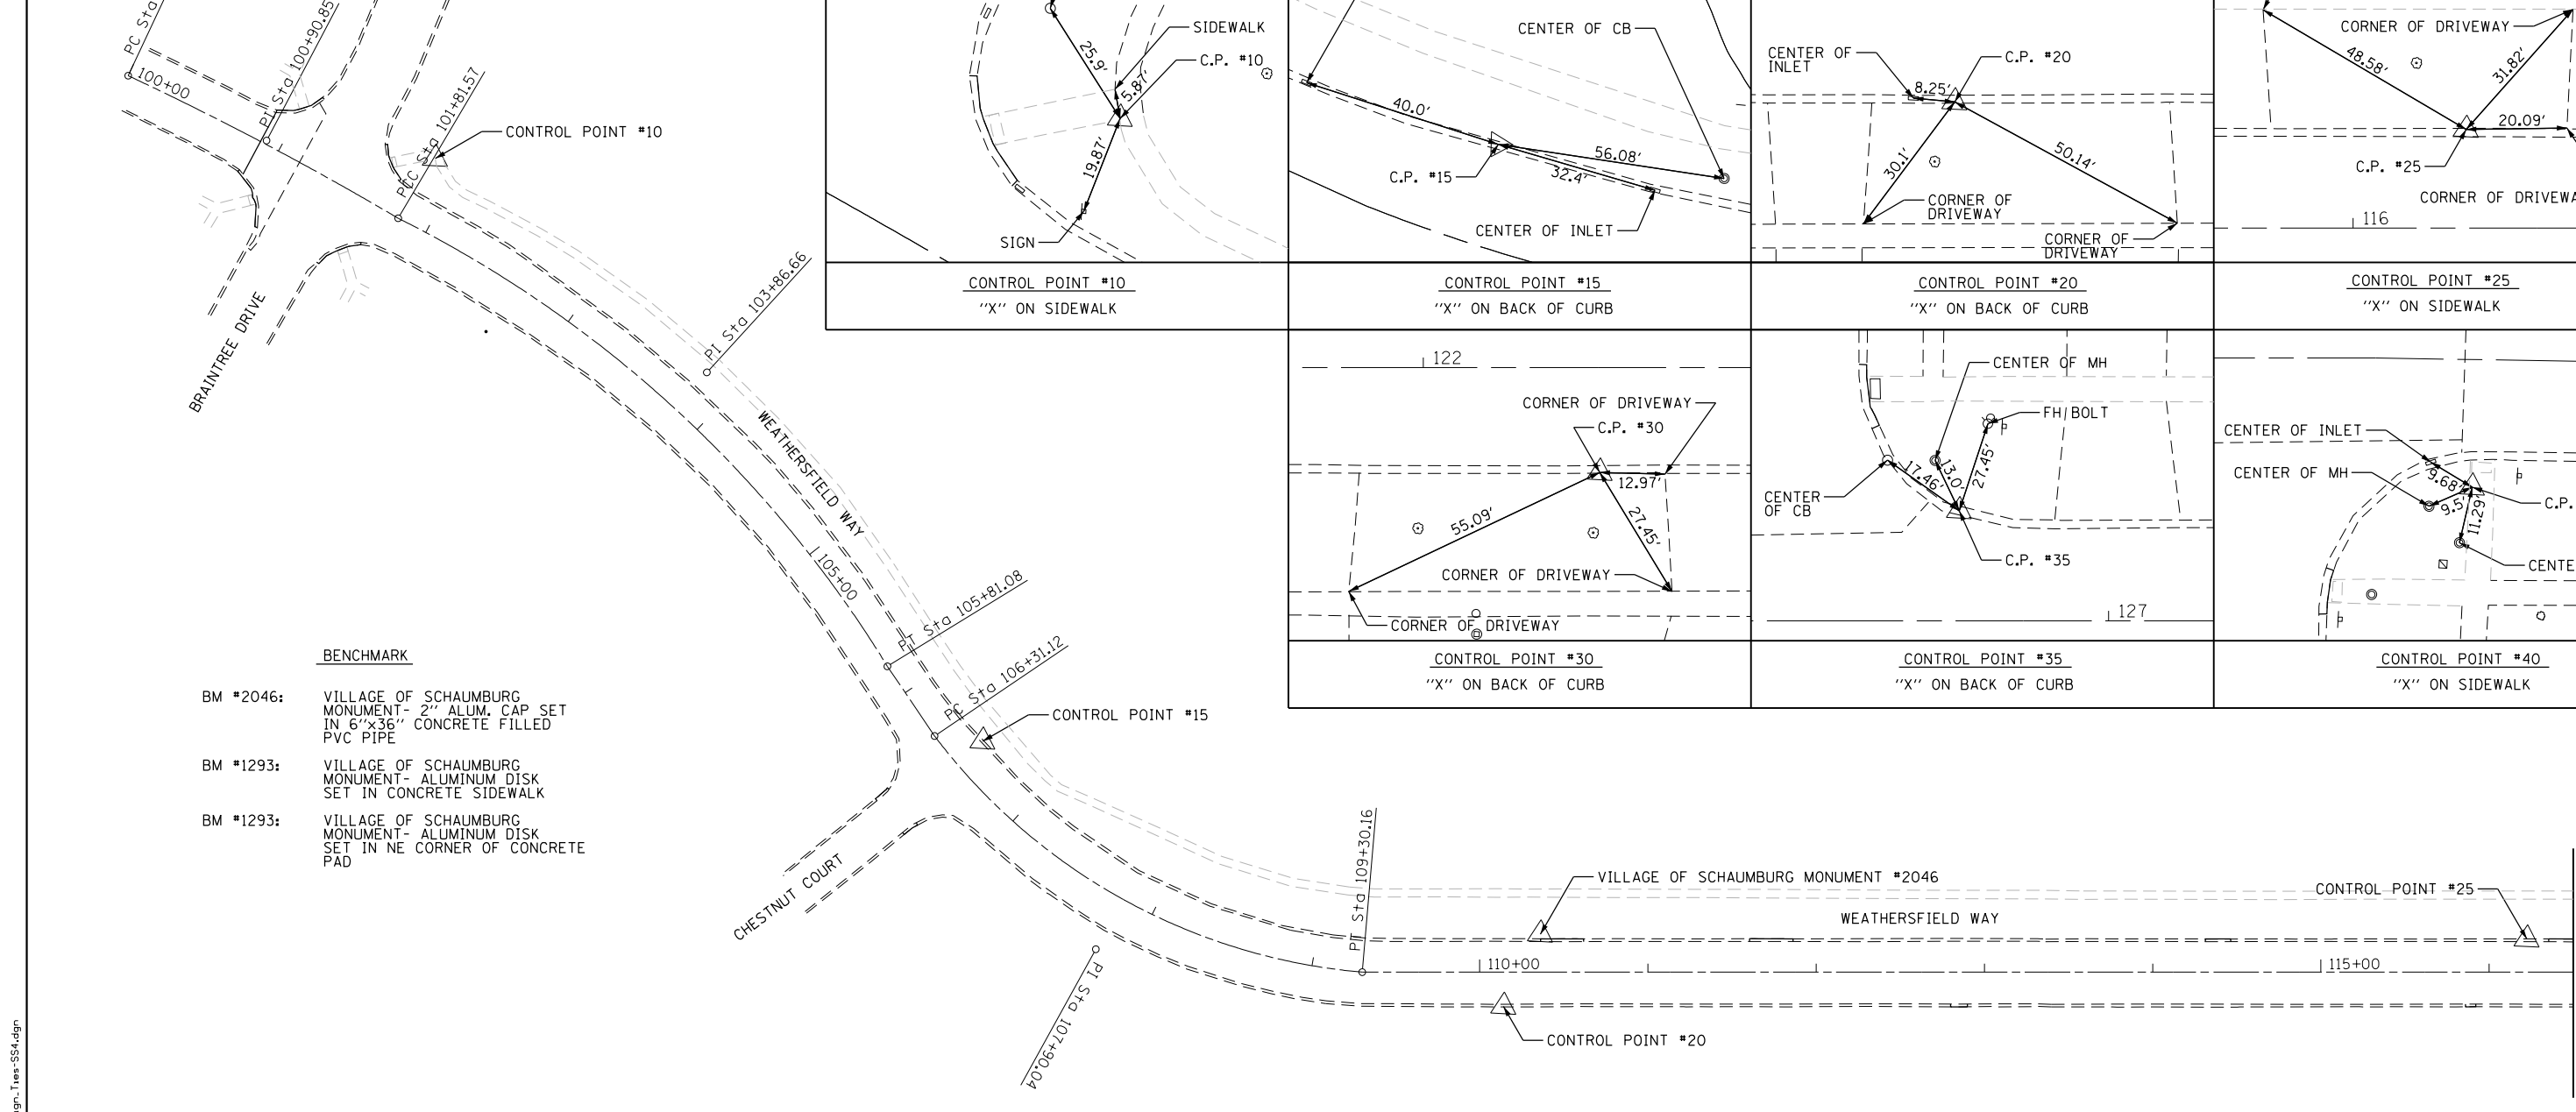 PC Sta
100+00
PI Sta 100+90.85
PCC Sta 101+81.57
CONTROL POINT #10
BRAINTREE DRIVE
PI Sta 103+86.66
WEATHERSFIELD WAY
105+00
PT Sta 105+81.08
PC Sta 106+31.12
CONTROL POINT #15
CHESTNUT COURT
PI Sta 107+90.04
PT Sta 109+30.16
VILLAGE OF SCHAUMBURG MONUMENT #2046
WEATHERSFIELD WAY
CONTROL POINT #25
110+00
115+00
CONTROL POINT #20
BENCHMARK
BM #2046:
VILLAGE OF SCHAUMBURG
MONUMENT- 2" ALUM. CAP SET
IN 6"x36" CONCRETE FILLED
PVC PIPE
BM #1293:
VILLAGE OF SCHAUMBURG
MONUMENT- ALUMINUM DISK
SET IN CONCRETE SIDEWALK
BM #1293:
VILLAGE OF SCHAUMBURG
MONUMENT- ALUMINUM DISK
SET IN NE CORNER OF CONCRETE
PAD
SIDEWALK
C.P. #10
25.9'
5.87'
19.87'
SIGN
CONTROL POINT #10
"X" ON SIDEWALK
CENTER OF CB
40.0'
56.08'
32.4'
C.P. #15
CENTER OF INLET
CONTROL POINT #15
"X" ON BACK OF CURB
CENTER OF
INLET
C.P. #20
8.25'
30.1'
50.14'
CORNER OF
DRIVEWAY
CORNER OF
DRIVEWAY
CONTROL POINT #20
"X" ON BACK OF CURB
CORNER OF DRIVEWAY
48.58'
31.82'
20.09'
C.P. #25
CORNER OF DRIVEWA
116
CONTROL POINT #25
"X" ON SIDEWALK
122
CORNER OF DRIVEWAY
C.P. #30
12.97'
55.09'
27.45'
CORNER OF DRIVEWAY
CORNER OF DRIVEWAY
CONTROL POINT #30
"X" ON BACK OF CURB
CENTER OF MH
FH BOLT
17.46'
13.0'
27.45'
CENTER
OF CB
C.P. #35
127
CONTROL POINT #35
"X" ON BACK OF CURB
CENTER OF INLET
CENTER OF MH
9.68'
9.5'
11.29'
C.P.
CENTE
CONTROL POINT #40
"X" ON SIDEWALK
gn_Ties-SS4.dgn